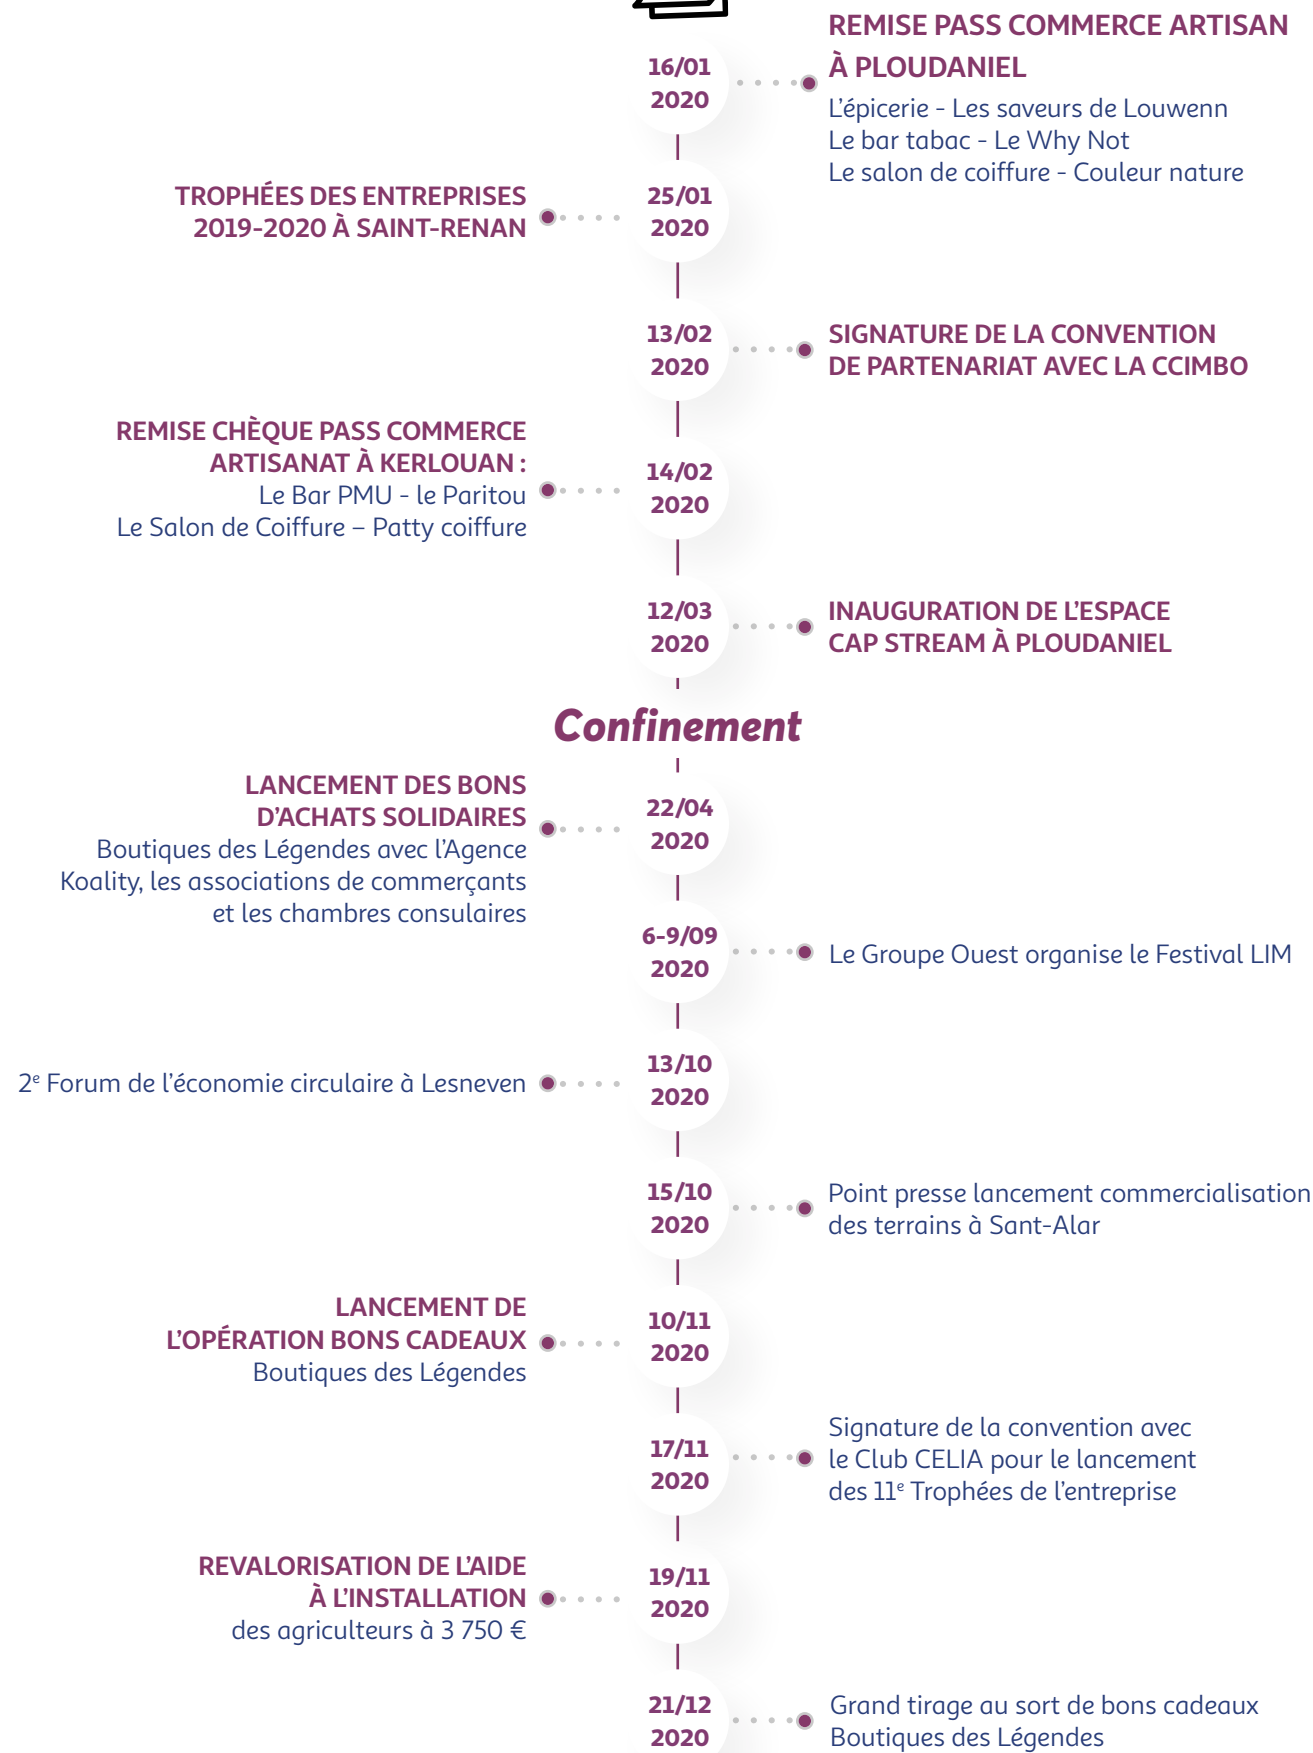 16/01
2020
REMISE PASS COMMERCE ARTISAN
À PLOUDANIEL
L'épicerie - Les saveurs de Louwenn
Le bar tabac - Le Why Not
Le salon de coiffure - Couleur nature
TROPHÉES DES ENTREPRISES
2019-2020 À SAINT-RENAN
25/01
2020
13/02
2020
SIGNATURE DE LA CONVENTION
DE PARTENARIAT AVEC LA CCIMBO
REMISE CHÈQUE PASS COMMERCE
ARTISANAT À KERLOUAN :
Le Bar PMU - le Paritou
Le Salon de Coiffure – Patty coiffure
14/02
2020
12/03
2020
INAUGURATION DE L'ESPACE
CAP STREAM À PLOUDANIEL
Confinement
LANCEMENT DES BONS
D'ACHATS SOLIDAIRES
Boutiques des Légendes avec l'Agence
Koality, les associations de commerçants
et les chambres consulaires
22/04
2020
6-9/09
2020
Le Groupe Ouest organise le Festival LIM
2e Forum de l'économie circulaire à Lesneven
13/10
2020
15/10
2020
Point presse lancement commercialisation
des terrains à Sant-Alar
LANCEMENT DE
L'OPÉRATION BONS CADEAUX
Boutiques des Légendes
10/11
2020
17/11
2020
Signature de la convention avec
le Club CELIA pour le lancement
des 11e Trophées de l'entreprise
REVALORISATION DE L'AIDE
À L'INSTALLATION
des agriculteurs à 3 750 €
19/11
2020
21/12
2020
Grand tirage au sort de bons cadeaux
Boutiques des Légendes